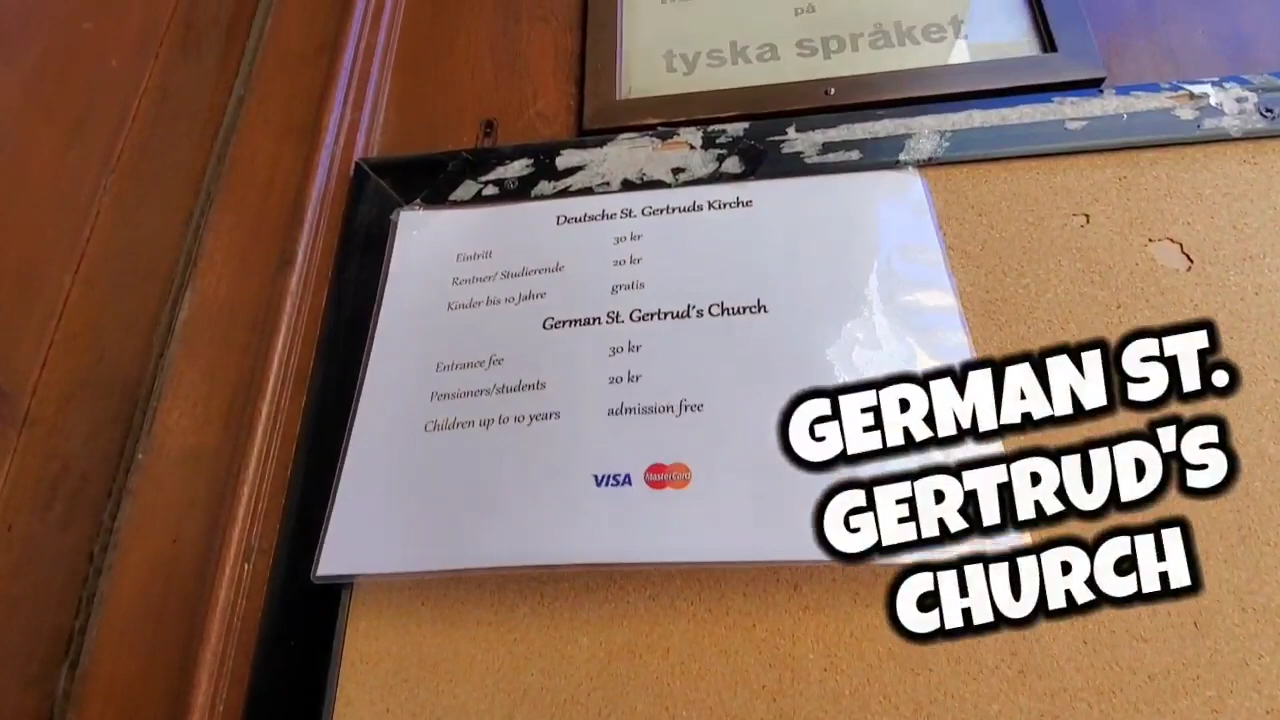 på
tyska språket
Deutsche St. Gertruds Kirche
Eintritt 30 kr
Rentner/ Studierende 20 kr
Kinder bis 10 Jahre gratis
German St. Gertrud's Church
Entrance fee 30 kr
Pensioners/students 20 kr
Children up to 10 years admission free
VISA MasterCard
GERMAN ST.
GERTRUD'S
CHURCH